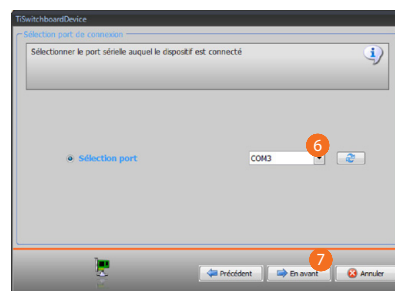 TiSwitchboardDevice
Sélection port de connexion
Sélectionner le port sérielle auquel le dispositif est connecté
6
Sélection port
COM3
7
Précédent
En avant
Annuler